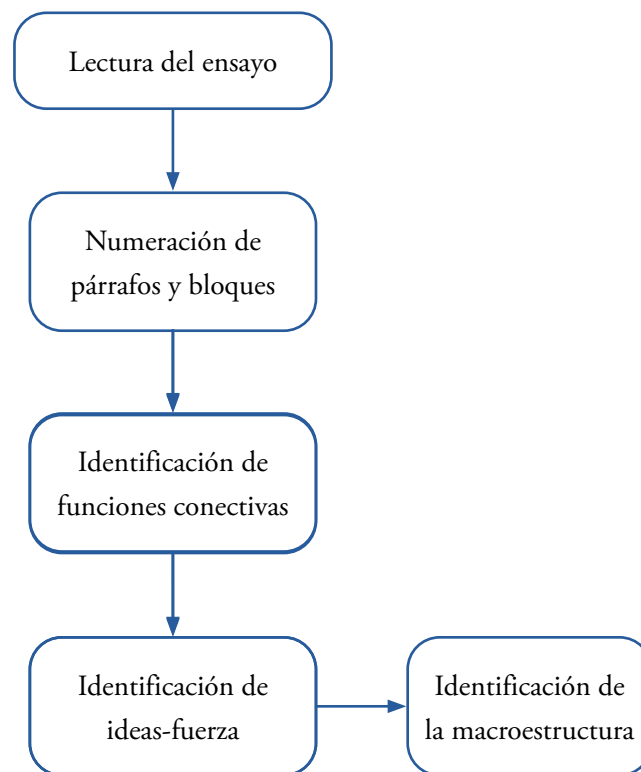 Lectura del ensayo
Numeración de
párrafos y bloques
Identificación de
funciones conectivas
Identificación de
ideas-fuerza
Identificación de
la macroestructura